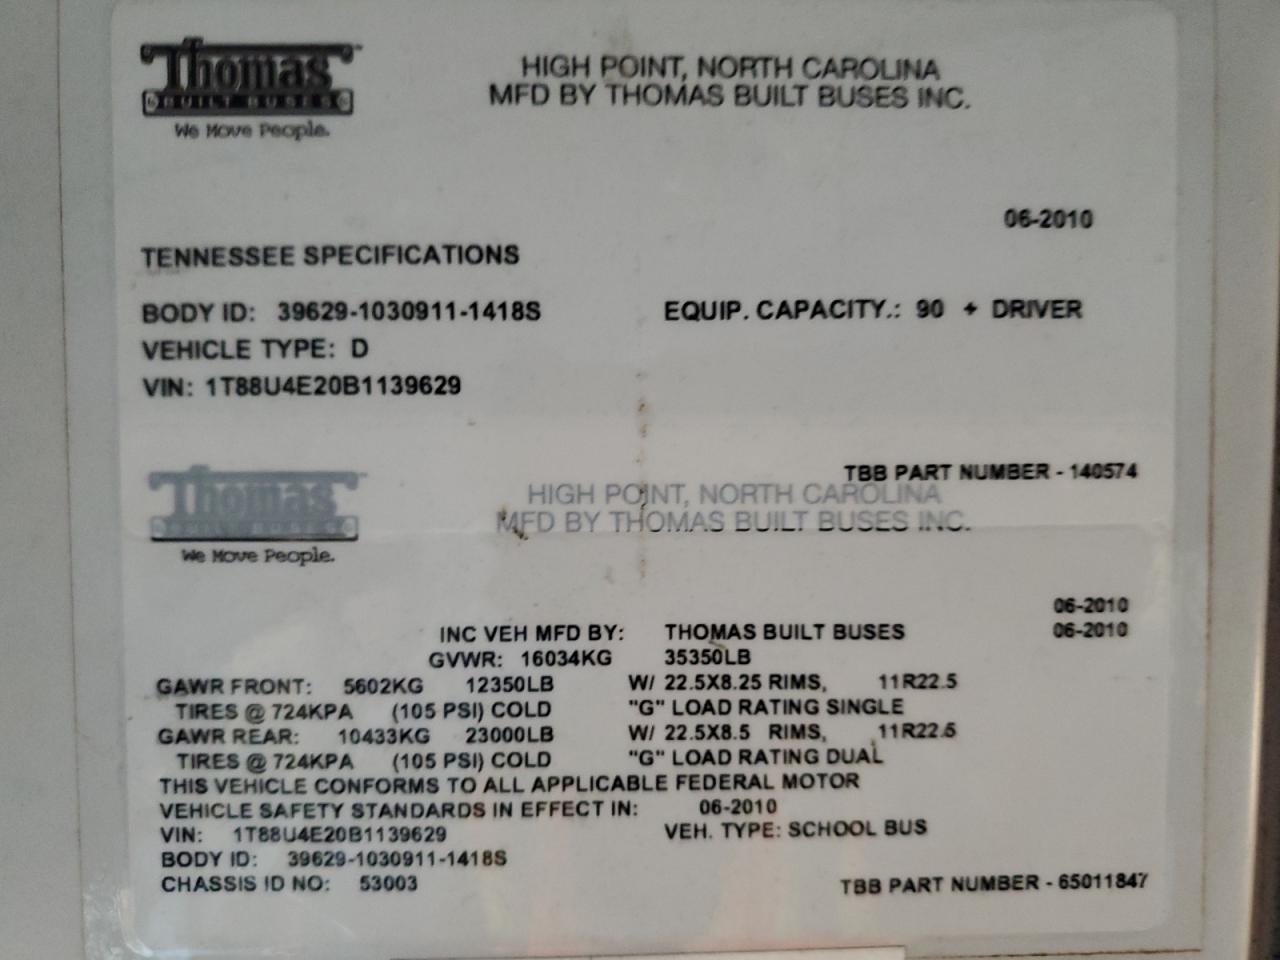 Thomas
BUILT BUSES
We Move People.
HIGH POINT, NORTH CAROLINA
MFD BY THOMAS BUILT BUSES INC.
06-2010
TENNESSEE SPECIFICATIONS
BODY ID: 39629-1030911-1418S EQUIP. CAPACITY.: 90 + DRIVER
VEHICLE TYPE: D
VIN: 1T88U4E20B1139629
TBB PART NUMBER - 140574
Thomas
BUILT BUSES
We Move People.
HIGH POINT, NORTH CAROLINA
MFD BY THOMAS BUILT BUSES INC.
06-2010
INC VEH MFD BY: THOMAS BUILT BUSES 06-2010
GVWR: 16034KG 35350LB
GAWR FRONT: 5602KG 12350LB W/ 22.5X8.25 RIMS, 11R22.5
TIRES @ 724KPA (105 PSI) COLD "G" LOAD RATING SINGLE
GAWR REAR: 10433KG 23000LB W/ 22.5X8.5 RIMS, 11R22.5
TIRES @ 724KPA (105 PSI) COLD "G" LOAD RATING DUAL
THIS VEHICLE CONFORMS TO ALL APPLICABLE FEDERAL MOTOR
VEHICLE SAFETY STANDARDS IN EFFECT IN: 06-2010
VIN: 1T88U4E20B1139629 VEH. TYPE: SCHOOL BUS
BODY ID: 39629-1030911-1418S
CHASSIS ID NO: 53003 TBB PART NUMBER - 65011847